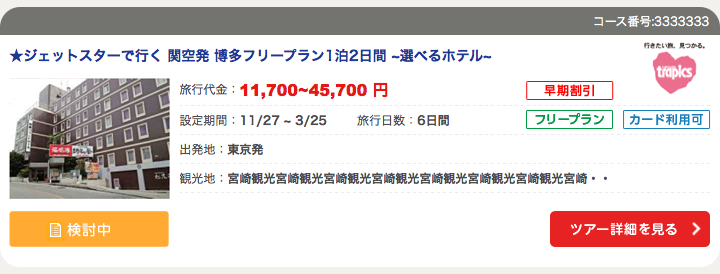 コース番号:3333333
★ジェットスターで行く 関空発 博多フリープラン1泊2日間 ~選べるホテル~
行きたい旅、見つかる。
trapics
旅行代金：11,700~45,700 円
早期割引
設定期間：11/27 ~ 3/25 旅行日数：6日間
フリープラン カード利用可
出発地：東京発
観光地：宮崎観光宮崎観光宮崎観光宮崎観光宮崎観光宮崎観光宮崎観光宮崎・・
検討中
ツアー詳細を見る